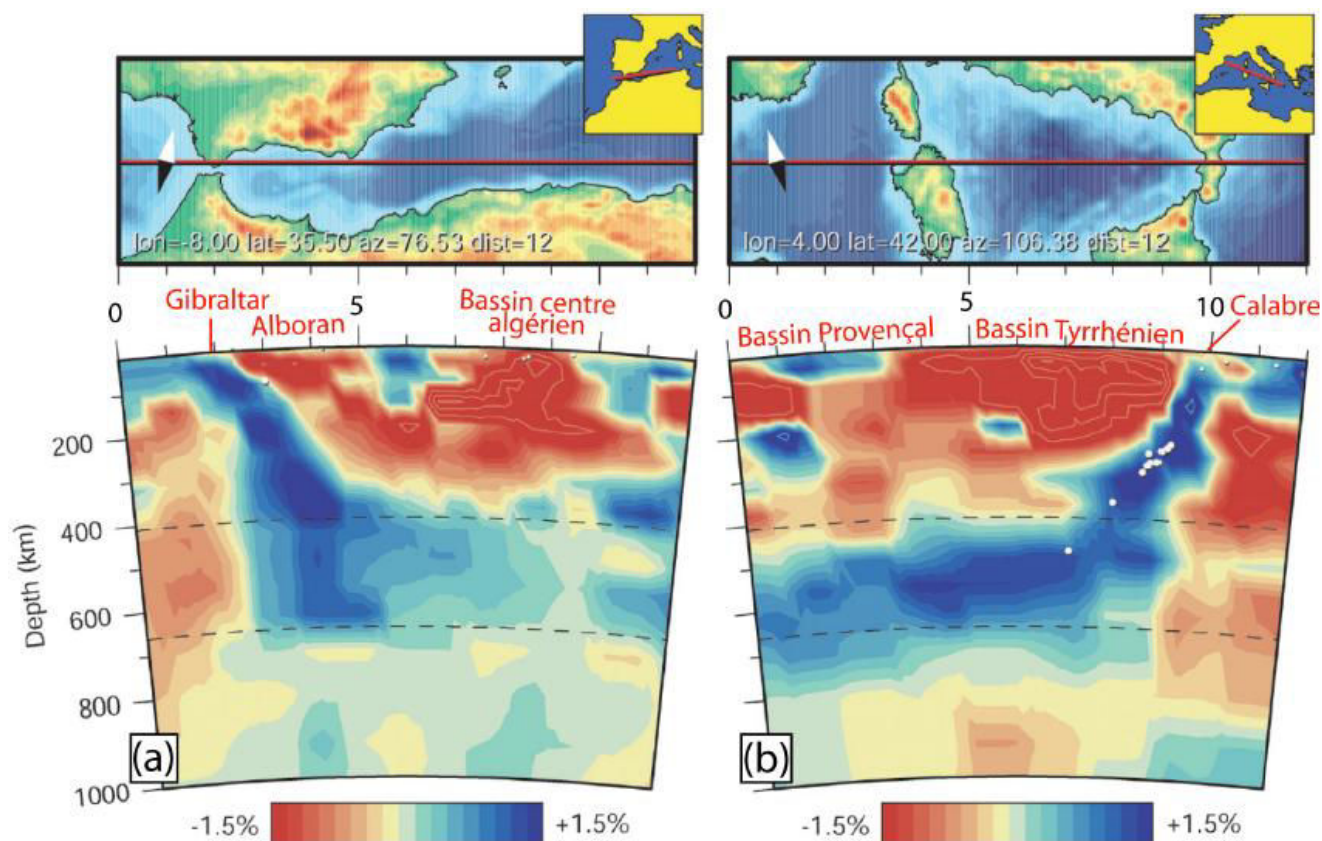 lon=-8.00 lat=35.50 az=76.53 dist=12
lon=4.00 lat=42.00 az=106.38 dist=12
0
5
0
5
10
Gibraltar
Alboran
Bassin centre
algérien
Bassin Provençal
Bassin Tyrrhénien
Calabre
Depth (km)
200
400
600
800
1000
(a)
(b)
-1.5%
+1.5%
-1.5%
+1.5%